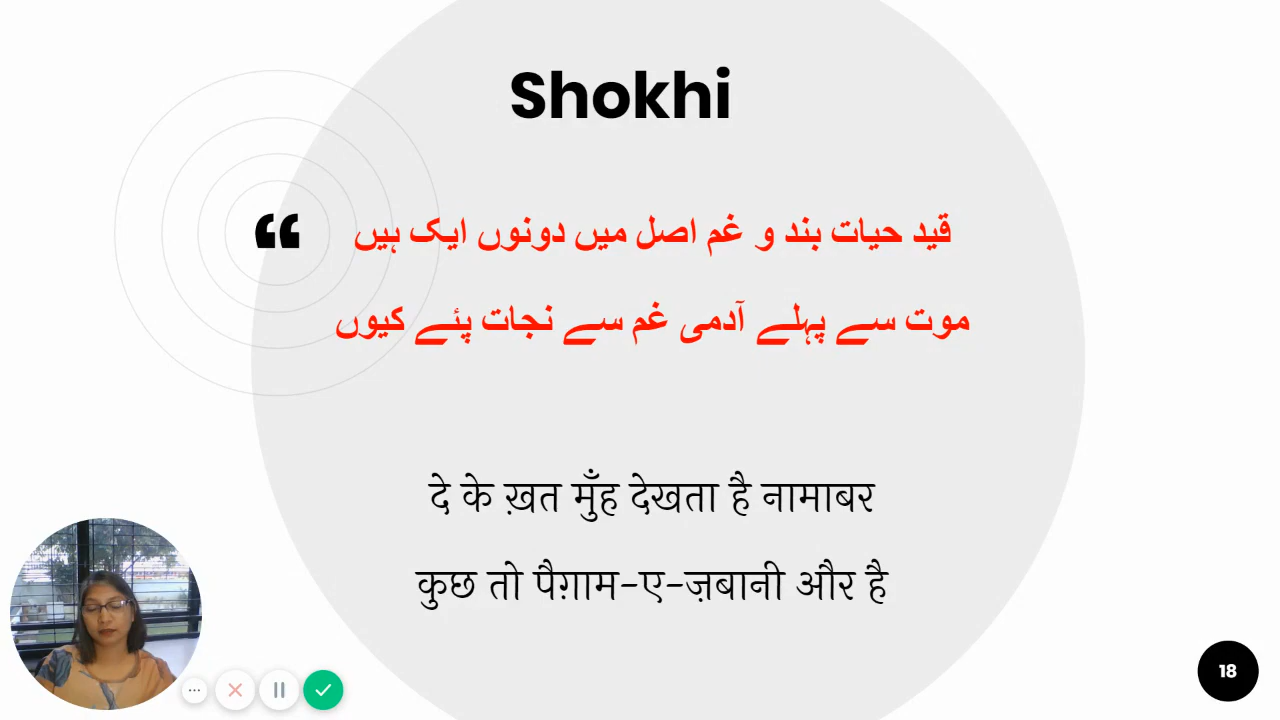 Shokhi
“
قید حیات بند و غم اصل میں دونوں ایک ہیں
موت سے پہلے آدمی غم سے نجات پئے کیوں
दे के ख़त मुँह देखता है नामाबर
कुछ तो पैग़ाम-ए-ज़बानी और है
18